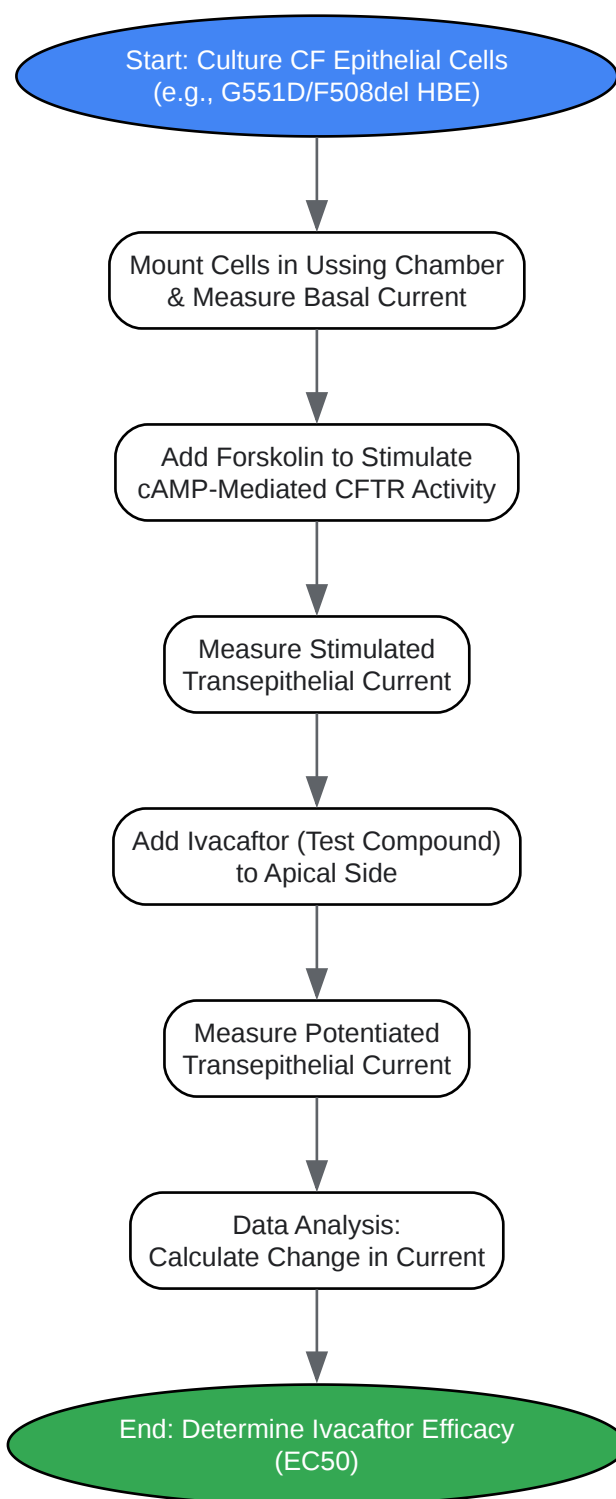 Start: Culture CF Epithelial Cells
(e.g., G551D/F508del HBE)
Mount Cells in Ussing Chamber
& Measure Basal Current
Add Forskolin to Stimulate
cAMP-Mediated CFTR Activity
Measure Stimulated
Transepithelial Current
Add Ivacaftor (Test Compound)
to Apical Side
Measure Potentiated
Transepithelial Current
Data Analysis:
Calculate Change in Current
End: Determine Ivacaftor Efficacy
(EC50)